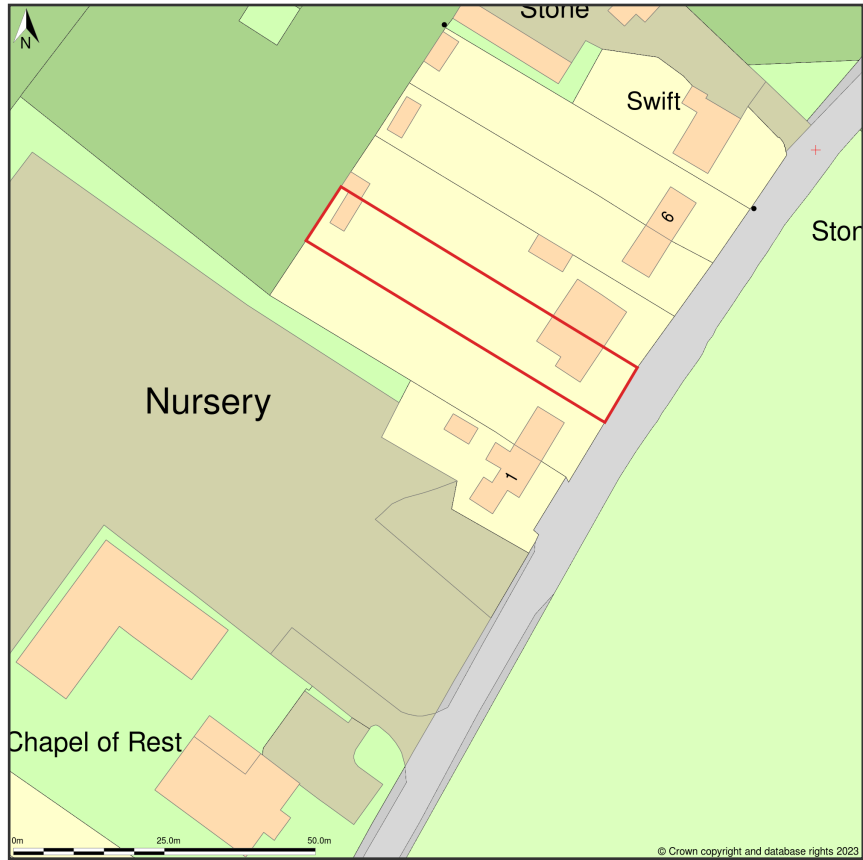 Stone
N
Swift
6
Ston
Nursery
1
Chapel of Rest
0m
25.0m
50.0m
© Crown copyright and database rights 2023